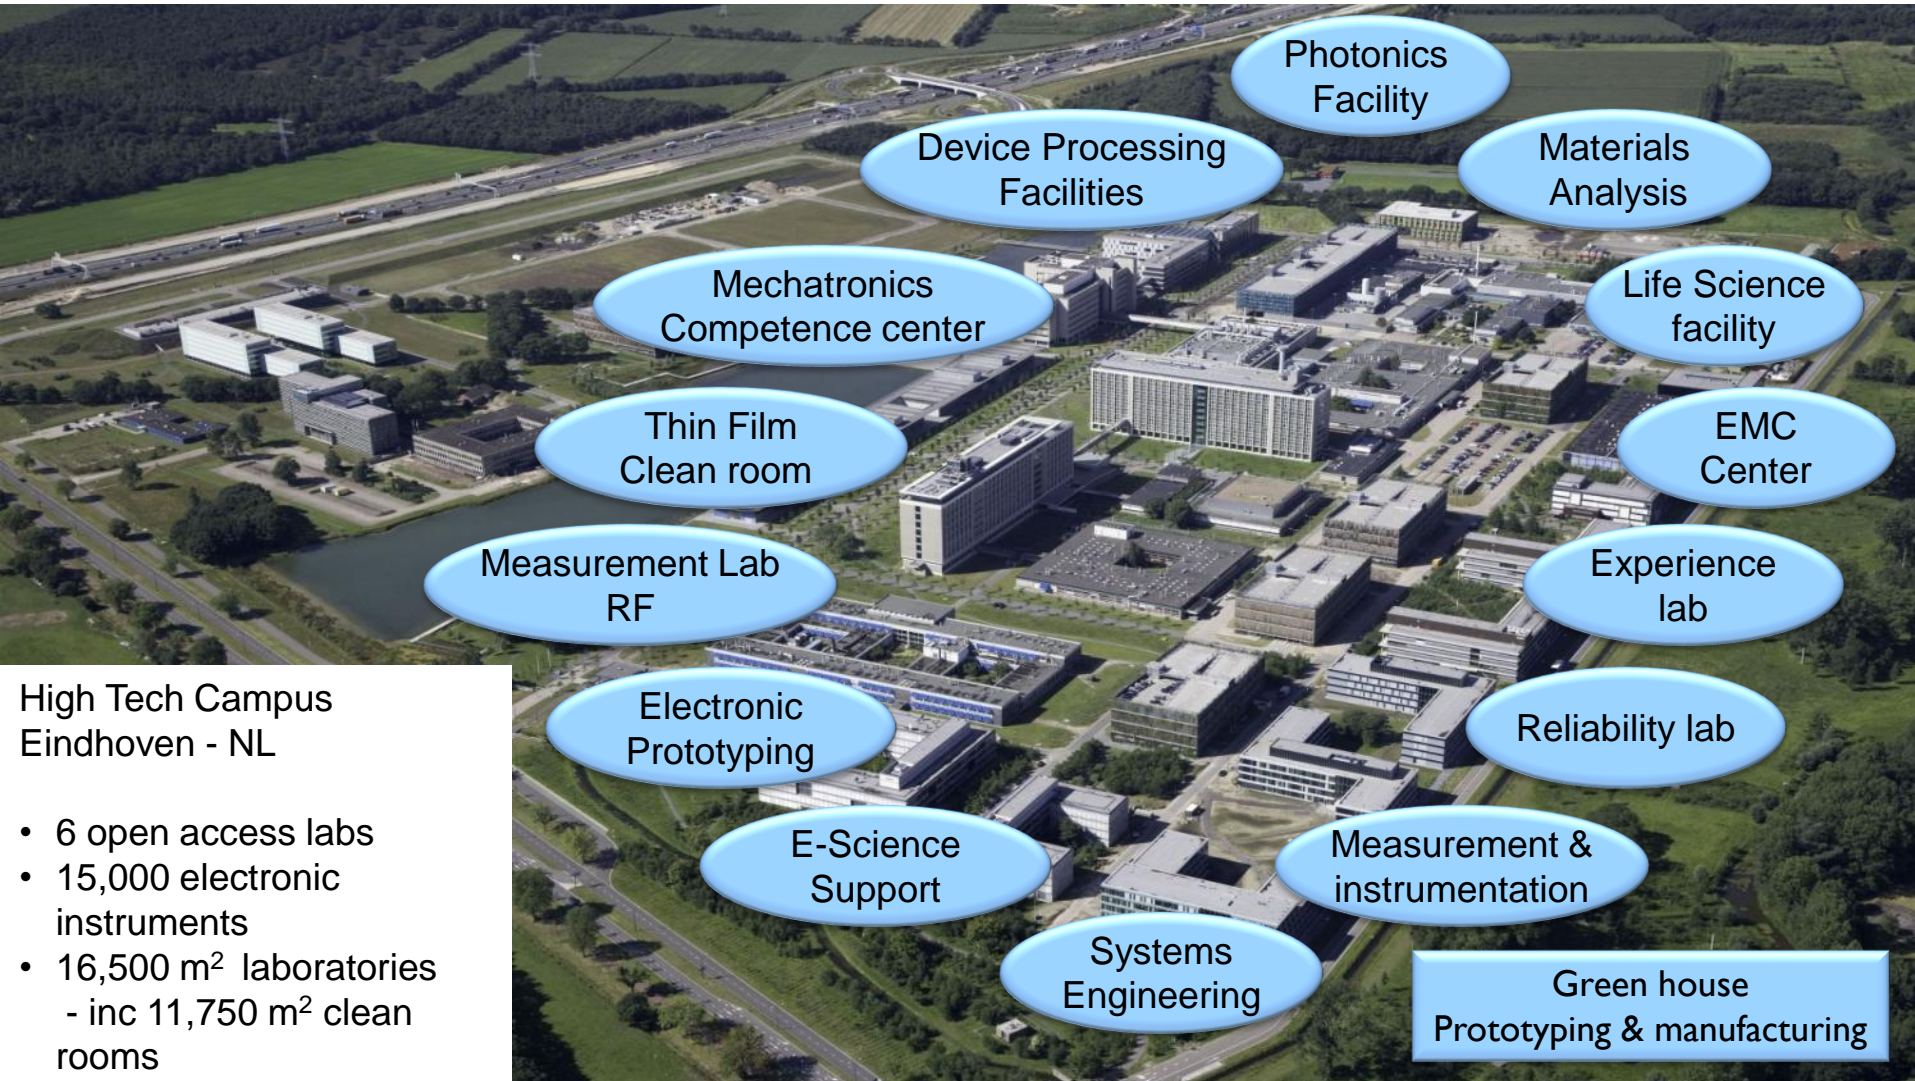 Photonics
Facility
Device Processing
Facilities
Materials
Analysis
Mechatronics
Competence center
Life Science
facility
Thin Film
Clean room
EMC
Center
Measurement Lab
RF
Experience
lab
Electronic
Prototyping
Reliability lab
E-Science
Support
Measurement &
instrumentation
Systems
Engineering
Green house
Prototyping & manufacturing
High Tech Campus
Eindhoven - NL
• 6 open access labs
• 15,000 electronic
instruments
• 16,500 m² laboratories
- inc 11,750 m² clean
rooms